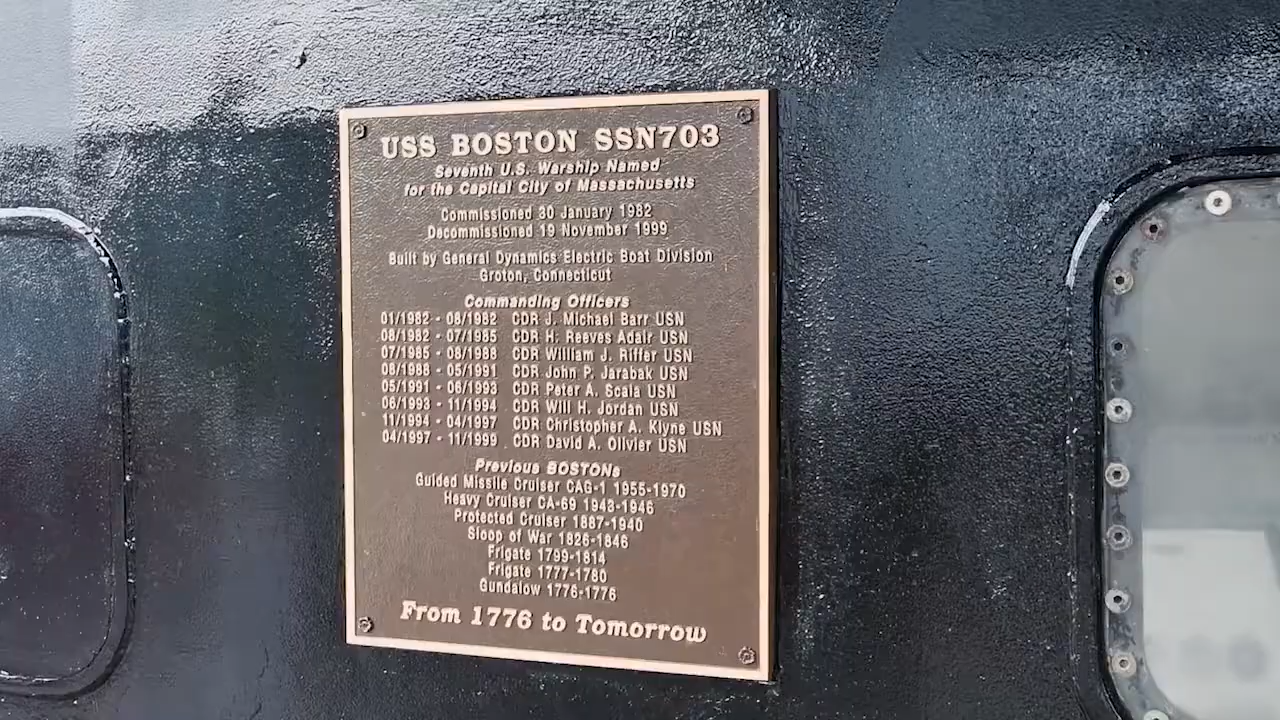 USS BOSTON SSN703
Seventh U.S. Warship Named
for the Capital City of Massachusetts
Commissioned 30 January 1982
Decommissioned 19 November 1999
Built by General Dynamics Electric Boat Division
Groton, Connecticut
Commanding Officers
01/1982 - 08/1982 CDR J. Michael Barr USN
08/1982 - 07/1985 CDR H. Reeves Adair USN
07/1985 - 08/1988 CDR William J. Riffer USN
08/1988 - 05/1991 CDR John P. Jarabak USN
05/1991 - 06/1993 CDR Peter A. Scala USN
06/1993 - 11/1994 CDR Will H. Jordan USN
11/1994 - 04/1997 CDR Christopher A. Klyne USN
04/1997 - 11/1999 CDR David A. Olivier USN
Previous BOSTONs
Guided Missile Cruiser CAG-1 1955-1970
Heavy Cruiser CA-69 1943-1946
Protected Cruiser 1887-1940
Sloop of War 1826-1846
Frigate 1799-1814
Frigate 1777-1780
Gundalow 1776-1776
From 1776 to Tomorrow